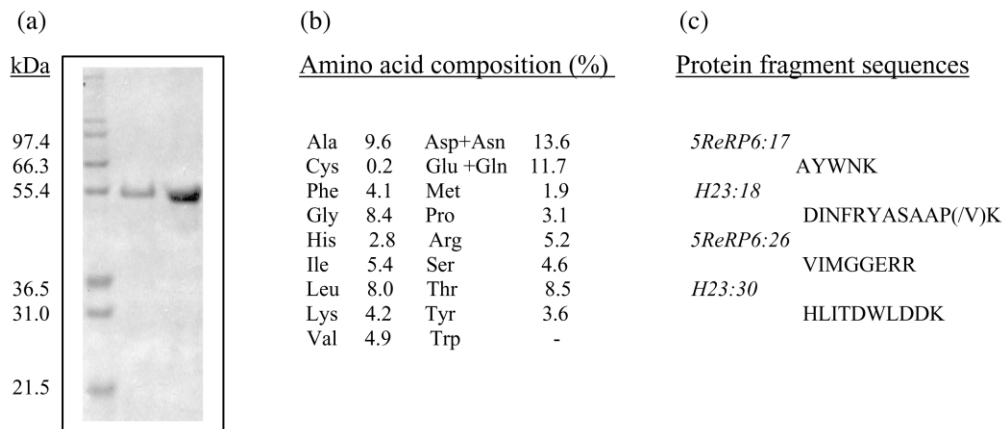 (a)
kDa
97.4
66.3
55.4
36.5
31.0
21.5
(b)
Amino acid composition (%)
Ala 9.6 Asp+Asn 13.6
Cys 0.2 Glu +Gln 11.7
Phe 4.1 Met 1.9
Gly 8.4 Pro 3.1
His 2.8 Arg 5.2
Ile 5.4 Ser 4.6
Leu 8.0 Thr 8.5
Lys 4.2 Tyr 3.6
Val 4.9 Trp -
(c)
Protein fragment sequences
5ReRP6:17
AYWNK
H23:18
DINFRYASAAP(/V)K
5ReRP6:26
VIMGGERR
H23:30
HLITDWLDDK